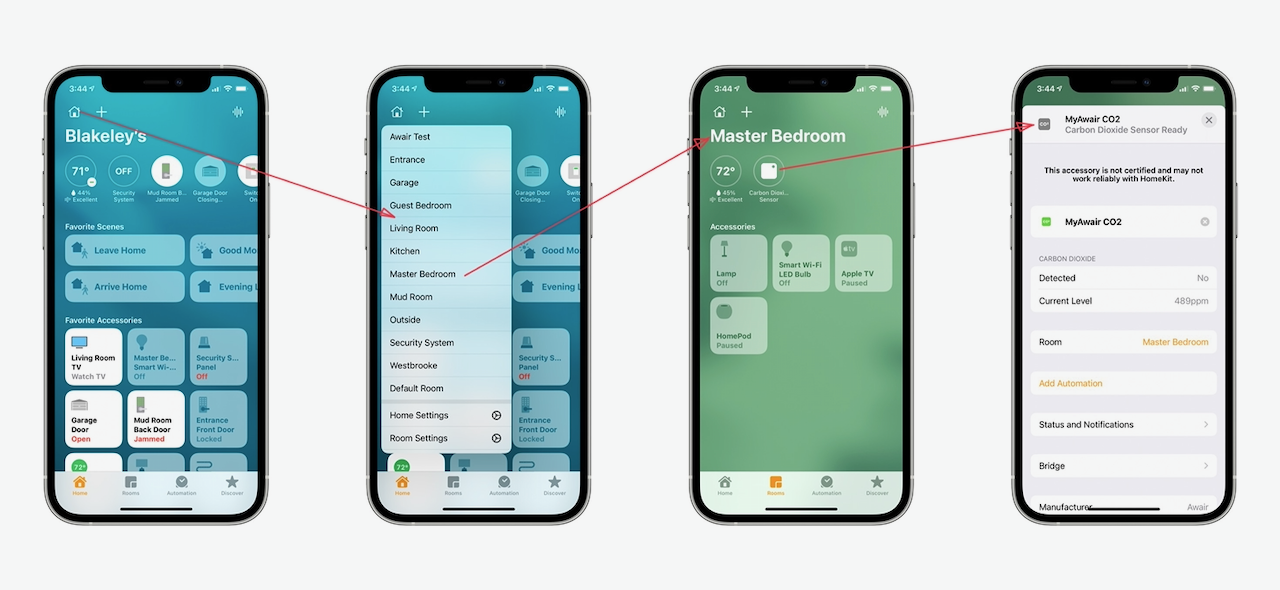 3:44
Blakeley's
71°
44%
Excellent
OFF
Security
System
Mud Room B...
Jammed
Garage Door
Closing...
Favorite Scenes
Leave Home
Good Mo
Arrive Home
Evening L
Favorite Accessories
Living Room
TV
Watch TV
Master Be...
Smart Wi-...
Off
Security S...
Panel
Off
Garage
Door
Open
Mud Room
Back Door
Jammed
Entrance
Front Door
Locked
72°
Home
Rooms
Automation
Discover
3:44
Awair Test
Entrance
Garage
Guest Bedroom
Living Room
Kitchen
Master Bedroom
Mud Room
Outside
Security System
Westbrooke
Default Room
Home Settings
Room Settings
Garage Door
Closing...
Good Mo
Evening L
Security S...
Panel
Off
Entrance
Front Door
Locked
72°
Home
Rooms
Automation
Discover
3:44
Master Bedroom
72°
45%
Excellent
Carbon Dioxi...
Sensor
Accessories
Lamp
Off
Smart Wi-Fi
LED Bulb
Off
Apple TV
Paused
HomePod
Paused
Home
Rooms
Automation
Discover
3:44
MyAwair CO2
Carbon Dioxide Sensor Ready
This accessory is not certified and may not
work reliably with HomeKit.
MyAwair CO2
CARBON DIOXIDE
Detected No
Current Level 489ppm
Room Master Bedroom
Add Automation
Status and Notifications
Bridge
Manufacturer Awair